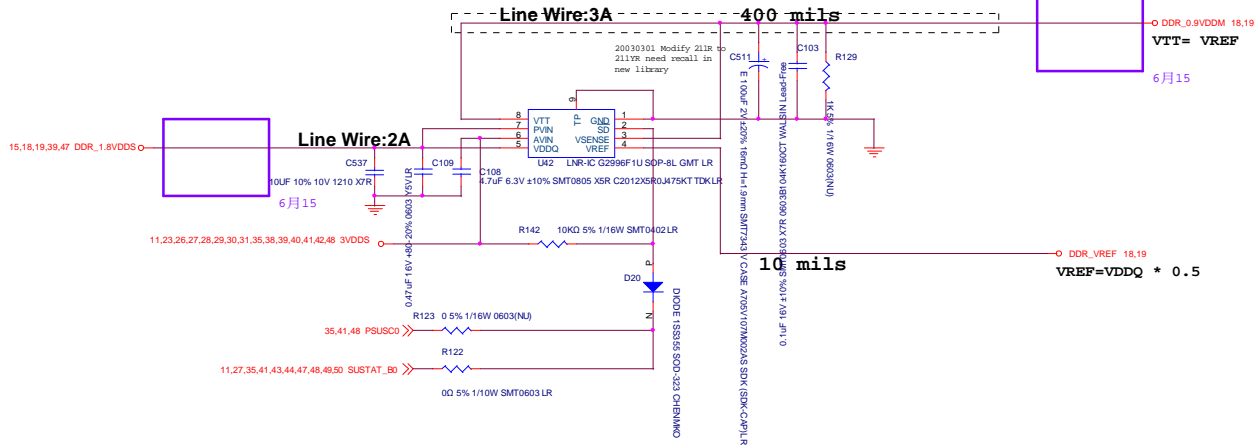 Line Wire:3A
400 mils
DDR_0.9VDDM 18,19
VTT= VREF
6月15
20030301 Modify 211R to
211YR need recall in
new library
C511
C103
R129
+
E 100uF 2V ±20% 16mΩ H=1.9mm SMT7343 V CASE A705V107M002AS SDK (SDK-CAP)LR
0.1uF 16V ±10% SMT0603 X7R 0603B104K160CT WALSIN Lead-Free
1K 5% 1/16W 0603(NU)
9
TP
8 VTT GND 1
7 PVIN SD 2
6 AVIN VSENSE 3
5 VDDQ VREF 4
U42 LNR-IC G2996F1U SOP-8L GMT LR
Line Wire:2A
15,18,19,39,47 DDR_1.8VDDS
6月15
C537
10UF 10% 10V 1210 X7R
C109
0.47uF 16V +80-20% 0603 Y5V LR
C108
4.7uF 6.3V ±10% SMT0805 X5R C2012X5R0J475KT TDK LR
11,23,26,27,28,29,30,31,35,38,39,40,41,42,48 3VDDS
R142 10KΩ 5% 1/16W SMT0402 LR
P
D20
N
DIODE 1SS355 SOD-323 CHENMKO
10 mils
DDR_VREF 18,19
VREF=VDDQ * 0.5
35,41,48 PSUSC0
R123 0 5% 1/16W 0603(NU)
11,27,35,41,43,44,47,48,49,50 SUSTAT_B0
R122
0Ω 5% 1/10W SMT0603 LR